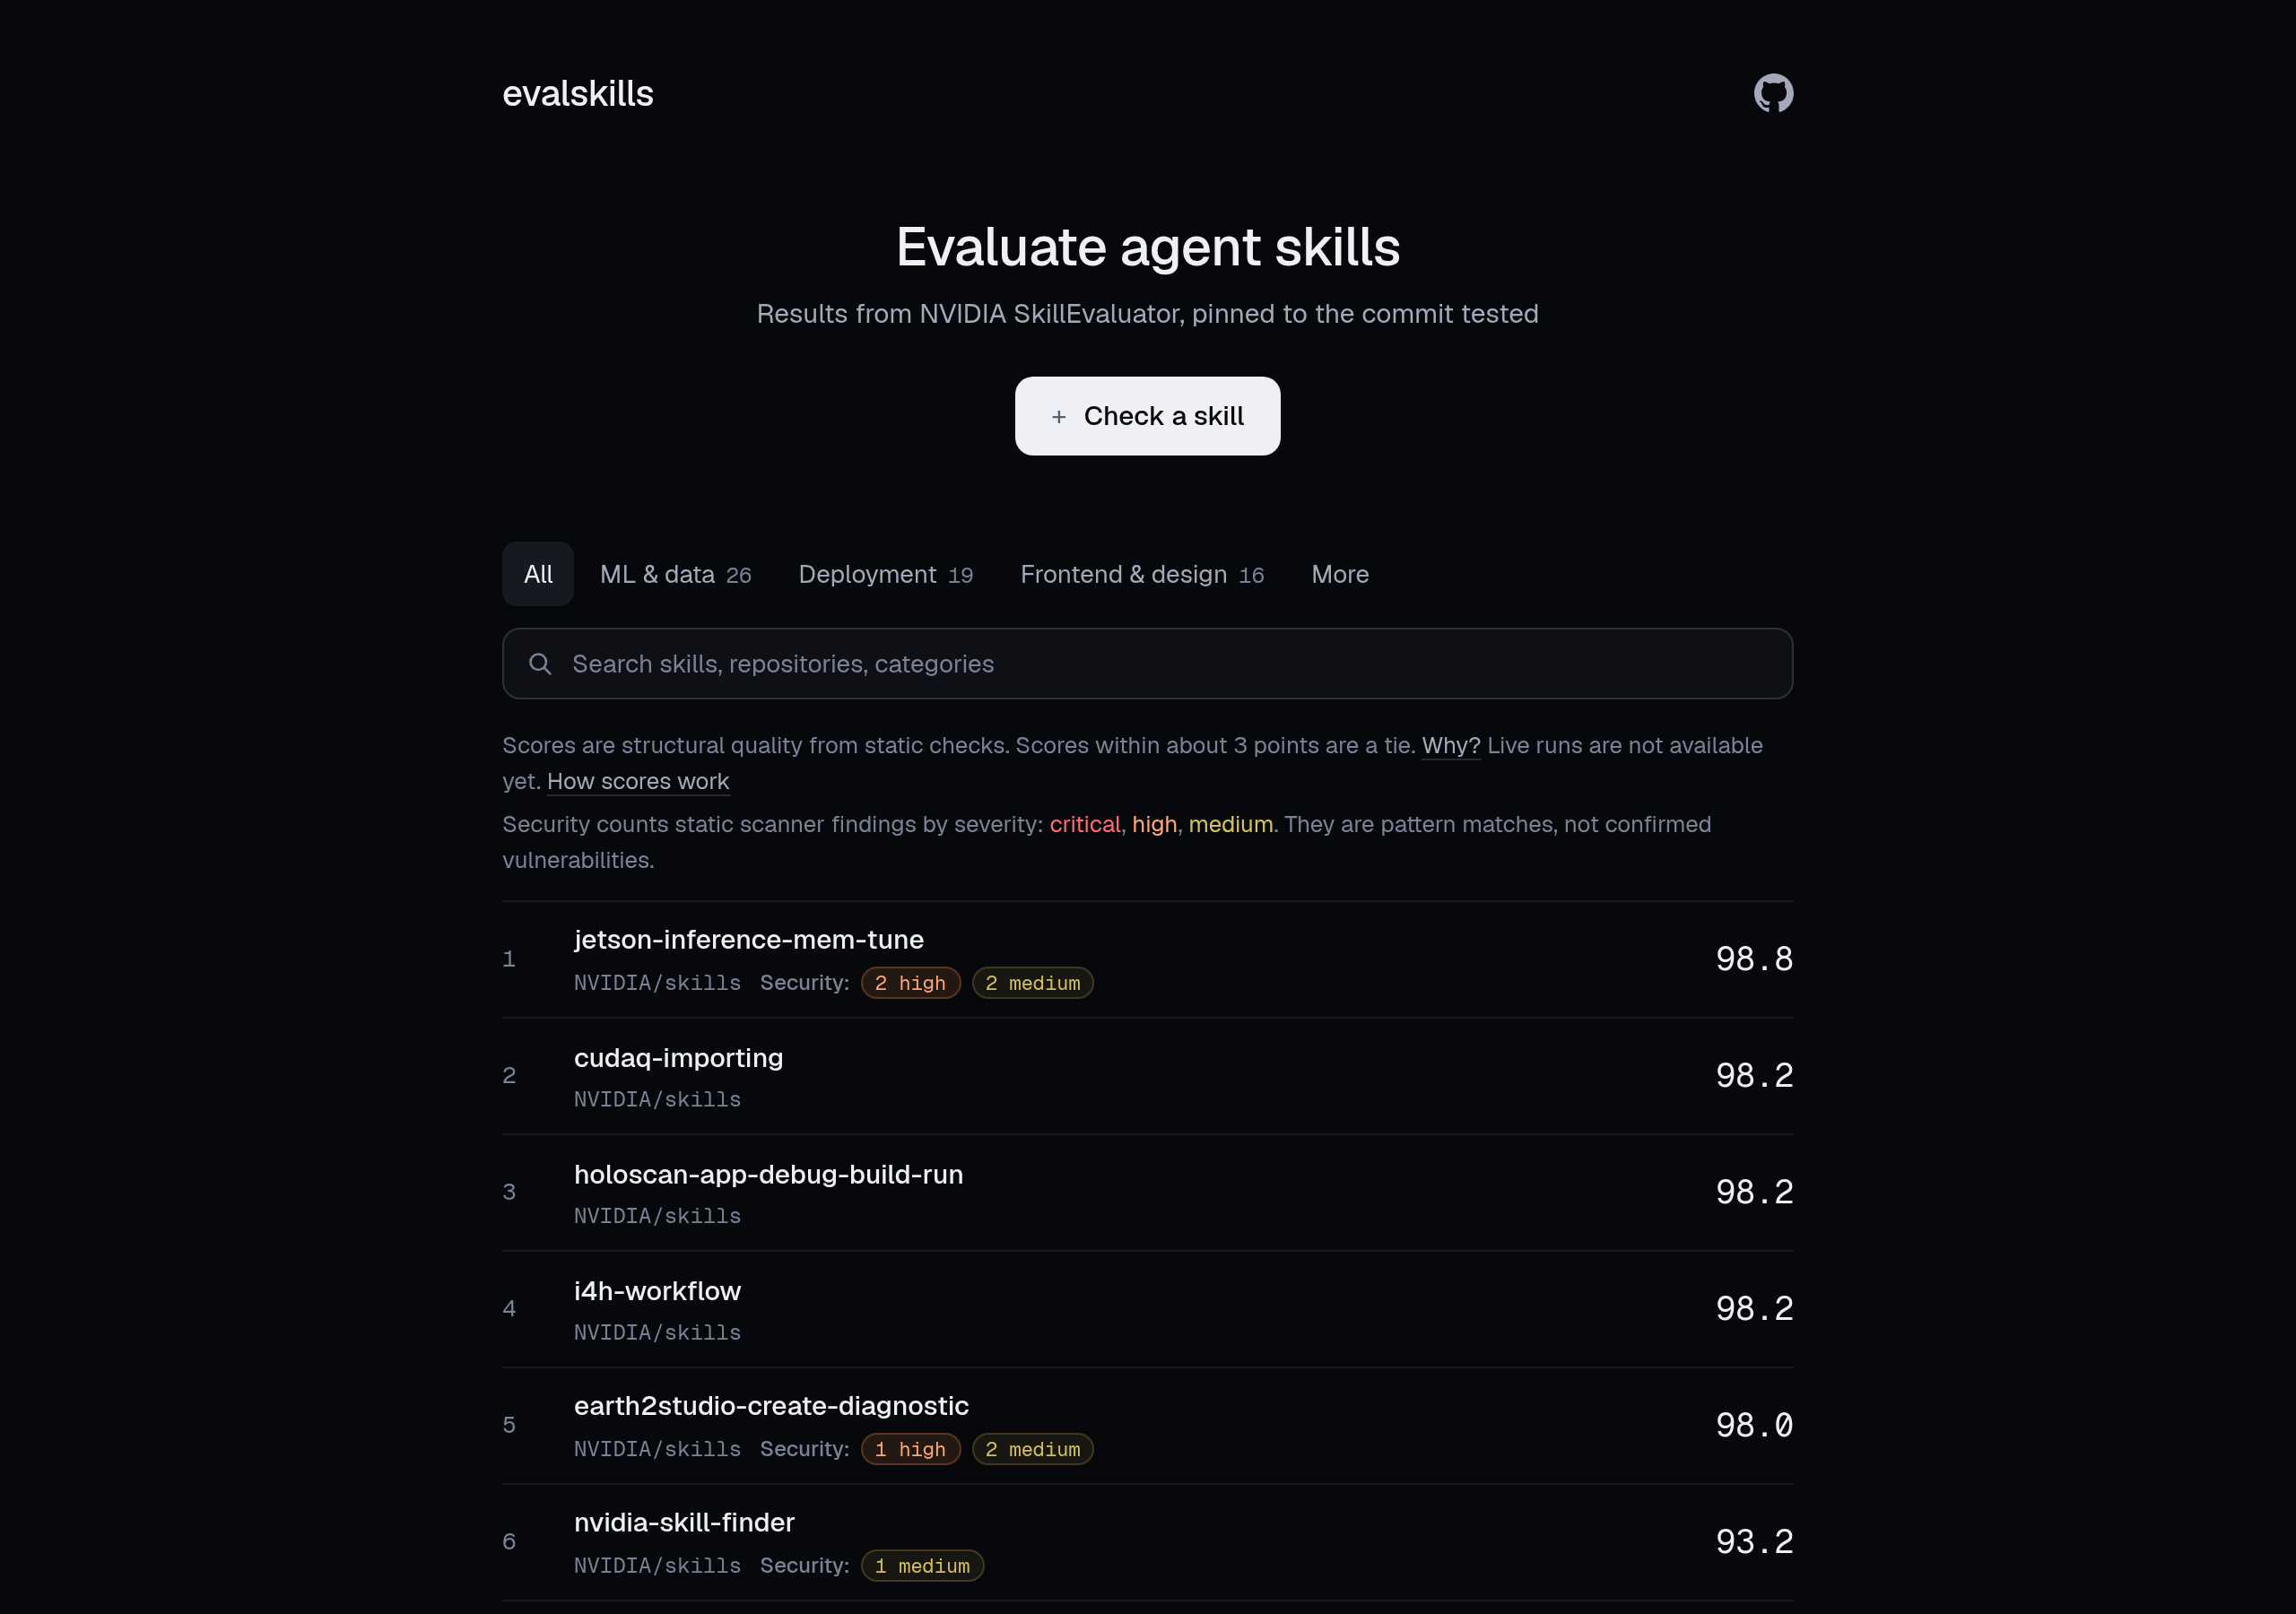 evalskills
Evaluate agent skills
Results from NVIDIA SkillEvaluator, pinned to the commit tested
+ Check a skill
All ML & data 26 Deployment 19 Frontend & design 16 More
Search skills, repositories, categories
Scores are structural quality from static checks. Scores within about 3 points are a tie. Why? Live runs are not available
yet. How scores work
Security counts static scanner findings by severity: critical, high, medium. They are pattern matches, not confirmed
vulnerabilities.
1 jetson-inference-mem-tune 98.8
NVIDIA/skills Security: 2 high 2 medium
2 cudaq-importing 98.2
NVIDIA/skills
3 holoscan-app-debug-build-run 98.2
NVIDIA/skills
4 i4h-workflow 98.2
NVIDIA/skills
5 earth2studio-create-diagnostic 98.0
NVIDIA/skills Security: 1 high 2 medium
6 nvidia-skill-finder 93.2
NVIDIA/skills Security: 1 medium